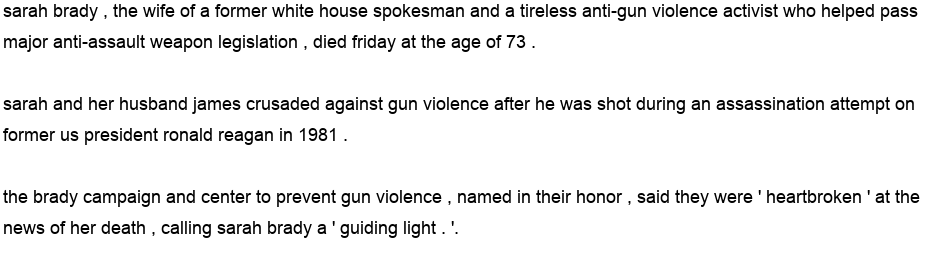 sarah brady , the wife of a former white house spokesman and a tireless anti-gun violence activist who helped pass
major anti-assault weapon legislation , died friday at the age of 73 .
sarah and her husband james crusaded against gun violence after he was shot during an assassination attempt on
former us president ronald reagan in 1981 .
the brady campaign and center to prevent gun violence , named in their honor , said they were ' heartbroken ' at the
news of her death , calling sarah brady a ' guiding light . '.